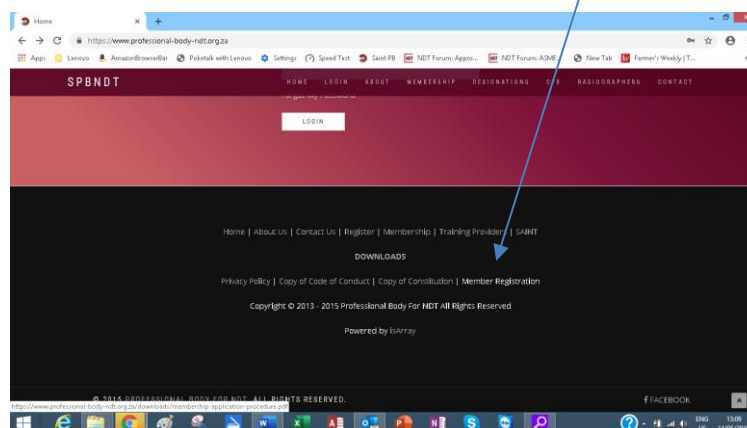 Home
https://www.professional-body-ndt.org.za
Apps Lenovo AmazonBrowserBar Poketalk with Lenovo Settings Speed Test Saint PB NDT Forum: Appro... NDT Forum: ASME... New Tab Farmer's Weekly | T...
SPBNDT HOME LOGIN ABOUT MEMBERSHIP DESIGNATIONS CPD RADIOGRAPHERS CONTACT
Forgot My Password
LOGIN
Home | About Us | Contact Us | Register | Membership | Training Providers | SAINT
DOWNLOADS
Privacy Policy | Copy of Code of Conduct | Copy of Constitution | Member Registration
Copyright © 2013 - 2015 Professional Body For NDT All Rights Reserved
Powered by isArray
© 2015 PROFESSIONAL BODY FOR NDT. ALL RIGHTS RESERVED. FACEBOOK
https://www.professional-body-ndt.org.za/downloads/membership-application-procedure.pdf
ENG 13:09